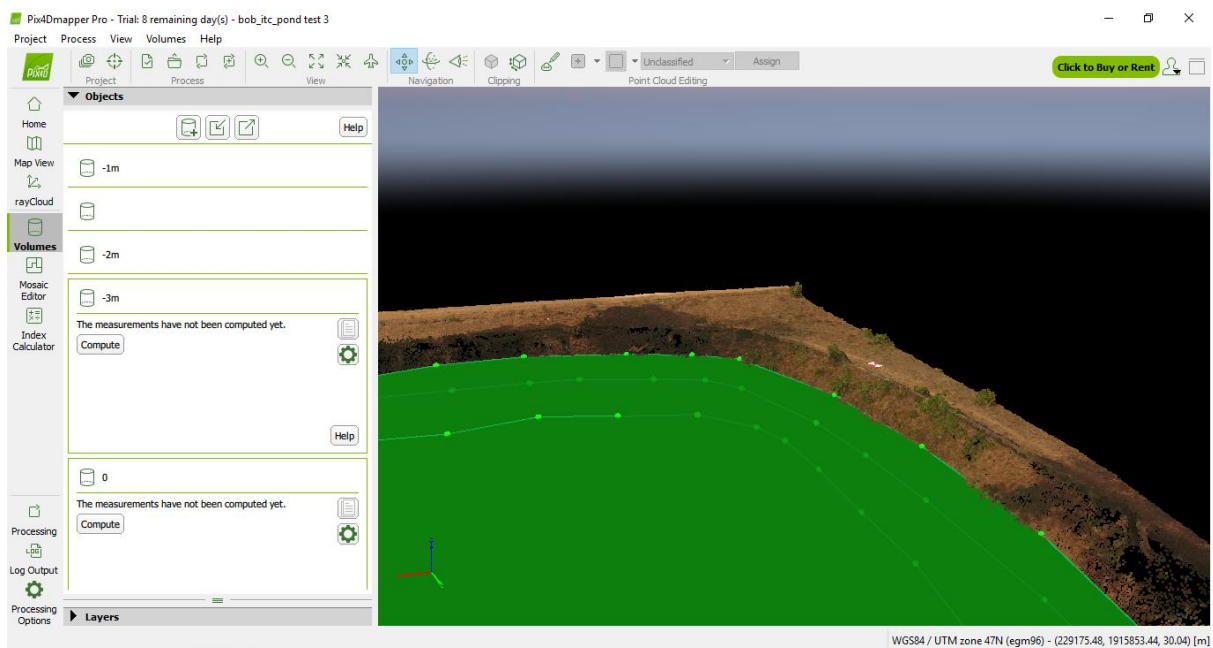 Pix4Dmapper Pro - Trial: 8 remaining day(s) - bob_itc_pond test 3
Project Process View Volumes Help
PIX4D
Project Process View Navigation Clipping Point Cloud Editing
Unclassified Assign
Click to Buy or Rent
Objects
Home
Help
Map View
-1m
rayCloud
Volumes
-2m
Mosaic
Editor
-3m
Index
Calculator
The measurements have not been computed yet.
Compute
Help
0
The measurements have not been computed yet.
Compute
Processing
LOG
Log Output
Processing
Options
Layers
WGS84 / UTM zone 47N (egm96) - (229175.48, 1915853.44, 30.04) [m]